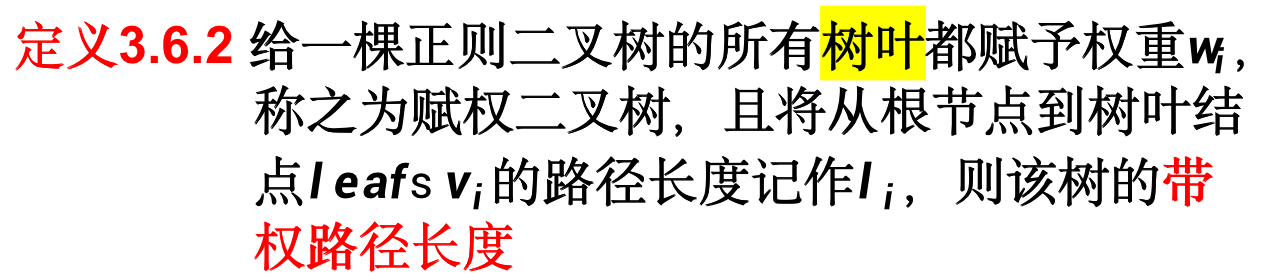 定义3.6.2 给一棵正则二叉树的所有树叶都赋予权重wi，
称之为赋权二叉树，且将从根节点到树叶结
点leafs vi的路径长度记作li，则该树的带
权路径长度